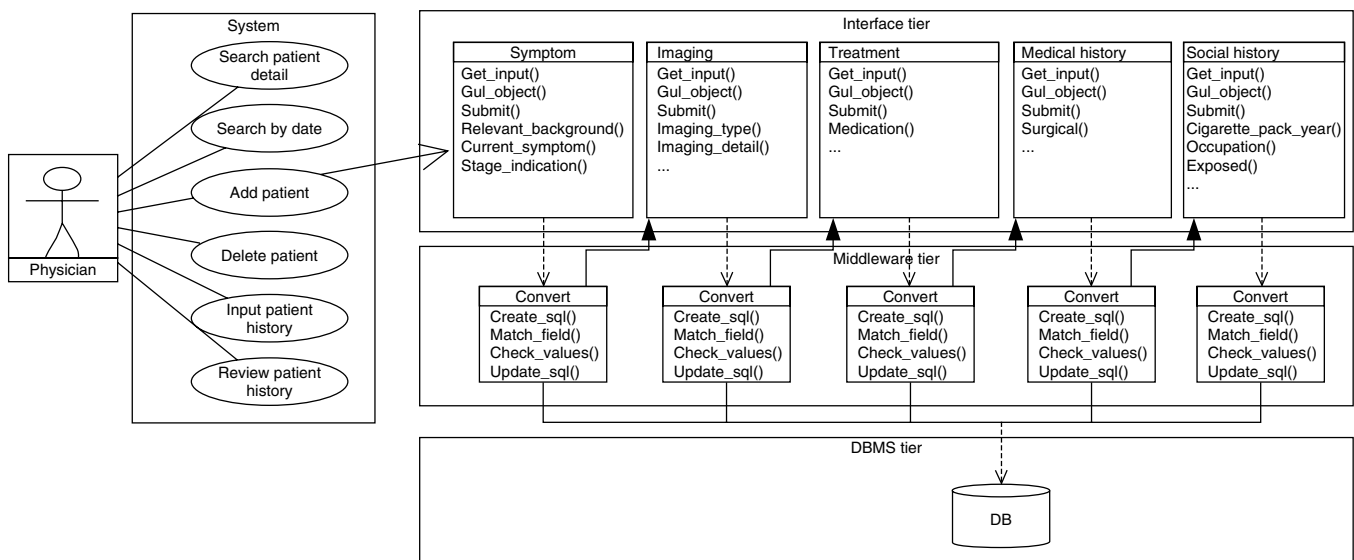 System
Search patient
detail
Search by date
Add patient
Delete patient
Input patient
history
Review patient
history
Physician
Interface tier
Symptom
Get_input()
Gul_object()
Submit()
Relevant_background()
Current_symptom()
Stage_indication()
Imaging
Get_input()
Gul_object()
Submit()
Imaging_type()
Imaging_detail()
...
Treatment
Get_input()
Gul_object()
Submit()
Medication()
...
Medical history
Get_input()
Gul_object()
Submit()
Surgical()
...
Social history
Get_input()
Gul_object()
Submit()
Cigarette_pack_year()
Occupation()
Exposed()
...
Middleware tier
Convert
Create_sql()
Match_field()
Check_values()
Update_sql()
Convert
Create_sql()
Match_field()
Check_values()
Update_sql()
Convert
Create_sql()
Match_field()
Check_values()
Update_sql()
Convert
Create_sql()
Match_field()
Check_values()
Update_sql()
Convert
Create_sql()
Match_field()
Check_values()
Update_sql()
DBMS tier
DB